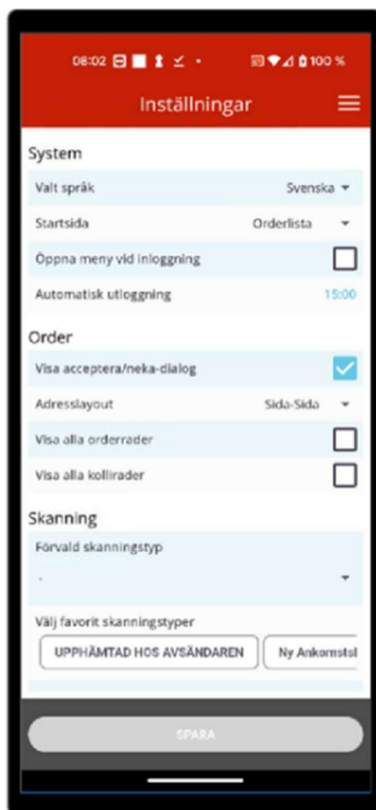 08:02 100 %
Inställningar
System
Valt språk Svenska
Startsida Orderlista
Öppna meny vid inloggning
Automatisk utloggning 15:00
Order
Visa acceptera/neka-dialog
Adresslayout Sida-Sida
Visa alla orderrader
Visa alla kollirader
Skanning
Förvald skanningstyp
-
Välj favorit skanningstyper
UPPHÄMTAD HOS AVSÄNDAREN Ny Ankomstsl
SPARA